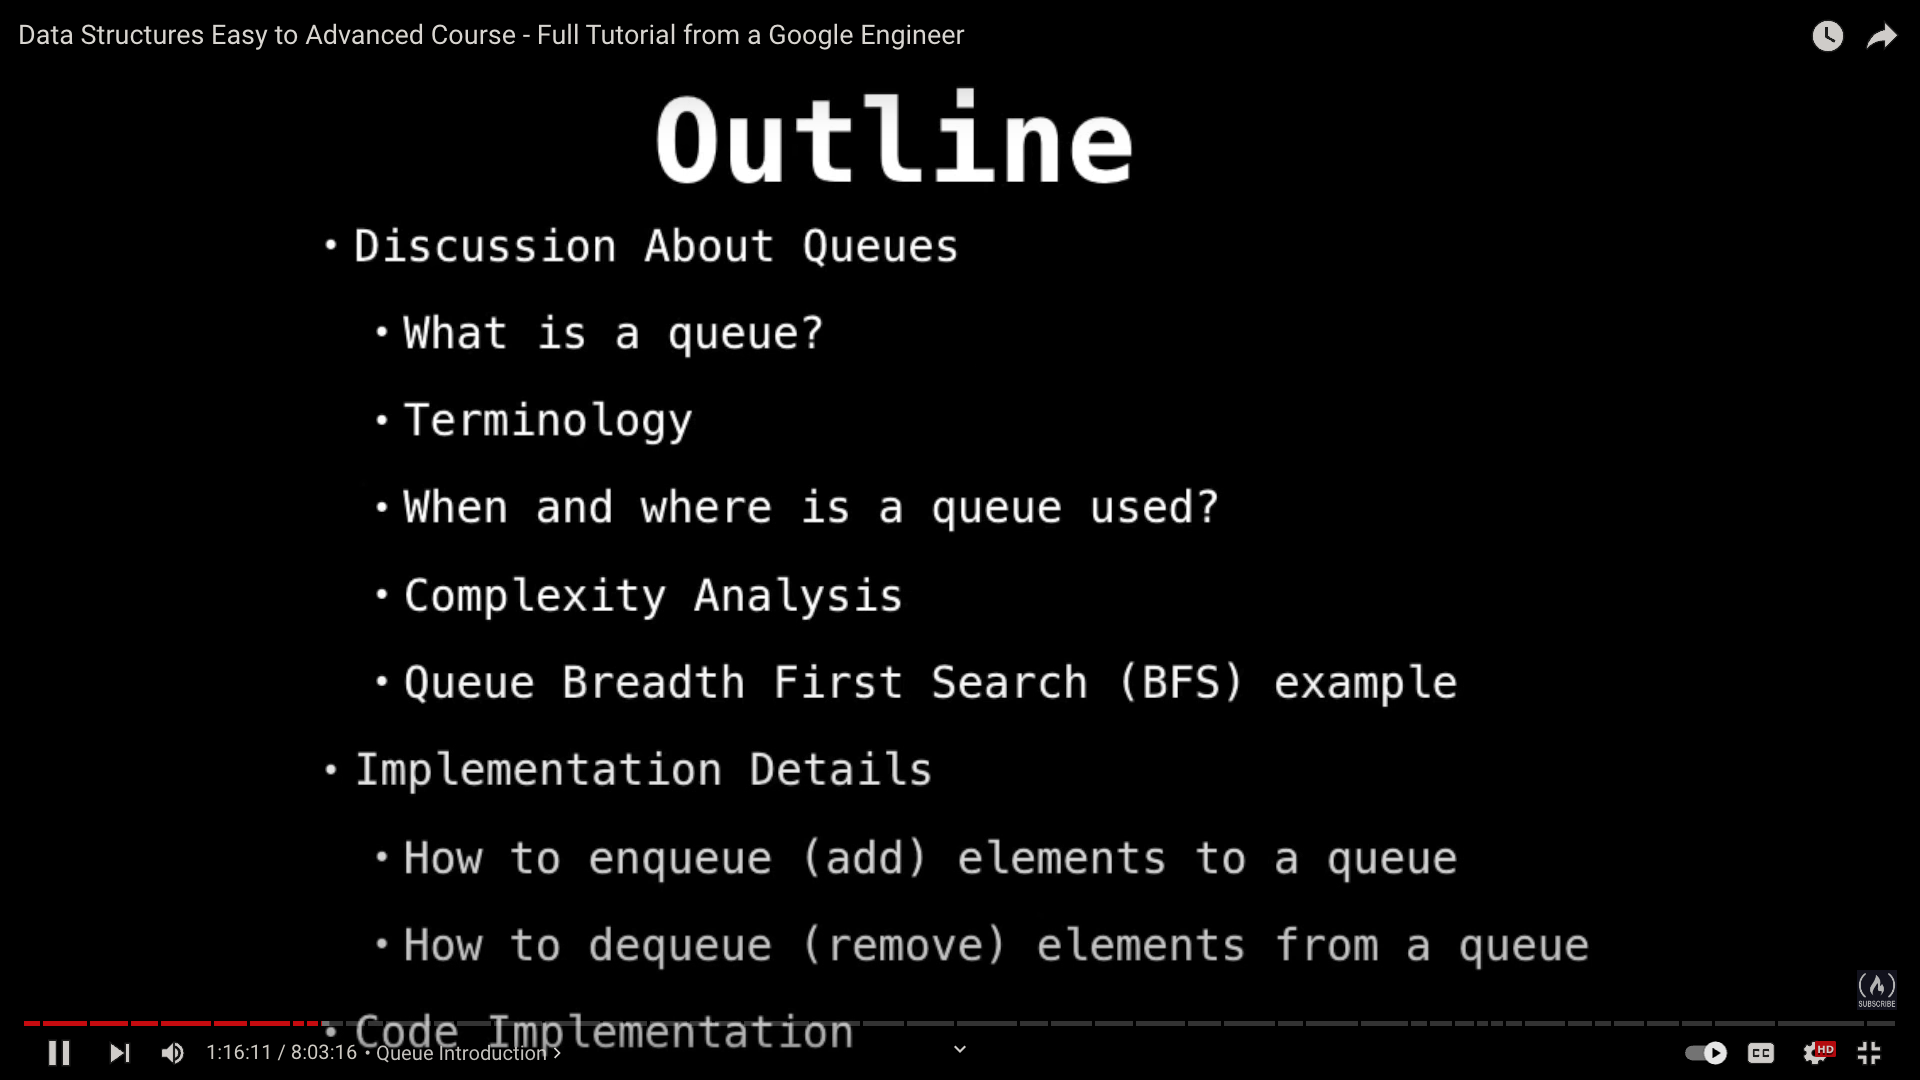 Data Structures Easy to Advanced Course - Full Tutorial from a Google Engineer
Outline
• Discussion About Queues
• What is a queue?
• Terminology
• When and where is a queue used?
• Complexity Analysis
• Queue Breadth First Search (BFS) example
• Implementation Details
• How to enqueue (add) elements to a queue
• How to dequeue (remove) elements from a queue
SUBSCRIBE
• Code Implementation
1:16:11 / 8:03:16 • Queue Introduction >
CC
HD